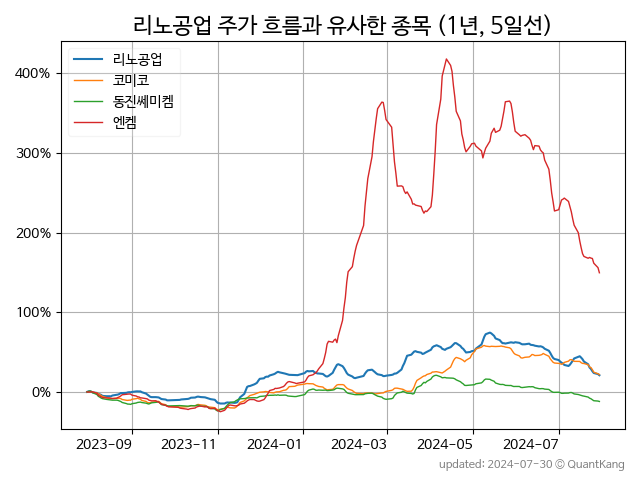 리노공업 주가 흐름과 유사한 종목 (1년, 5일선)
리노공업
코미코
동진쎄미켐
엔켐
400%
300%
200%
100%
0%
2023-09 2023-11 2024-01 2024-03 2024-05 2024-07
updated: 2024-07-30 © QuantKang